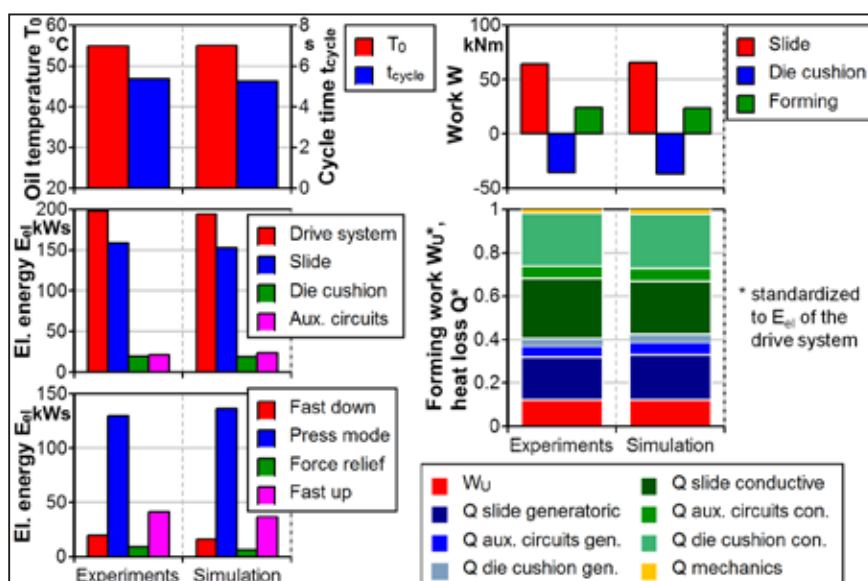 Oil temperature T0
60
°C
50
40
30
20
8
s
6
4
2
0
Cycle time tcycle
T0
tcycle
Work W
100
kNm
50
0
-50
Slide
Die cushion
Forming
El. energy Eel
200
kWs
150
100
50
0
Drive system
Slide
Die cushion
Aux. circuits
Forming work WU*,
heat loss Q*
1
0.8
0.6
0.4
0.2
0
Experiments Simulation
* standardized
to Eel of the
drive system
El. energy Eel
150
kWs
100
50
0
Experiments Simulation
Fast down
Press mode
Force relief
Fast up
WU
Q slide generatoric
Q aux. circuits gen.
Q die cushion gen.
Q slide conductive
Q aux. circuits con.
Q die cushion con.
Q mechanics